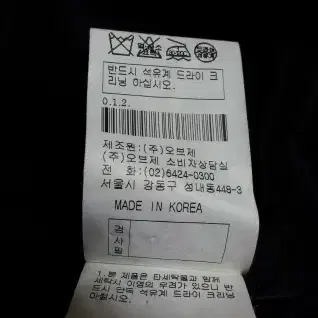 반드시 석유계 드라이 크
리닝 하십시오.
0.1.2.
제조원:(주)오브제
(주)오브제 소비자상담실
전 화:(02)6424-0300
서울시 강동구 성내동448-3
MADE IN KOREA
검
사
필
1.본 제품은 타세탁물과 함께
세탁시 이염의 우려가 있으니 반
드시 단독 석유계 드라이 크리닝
하십시오.